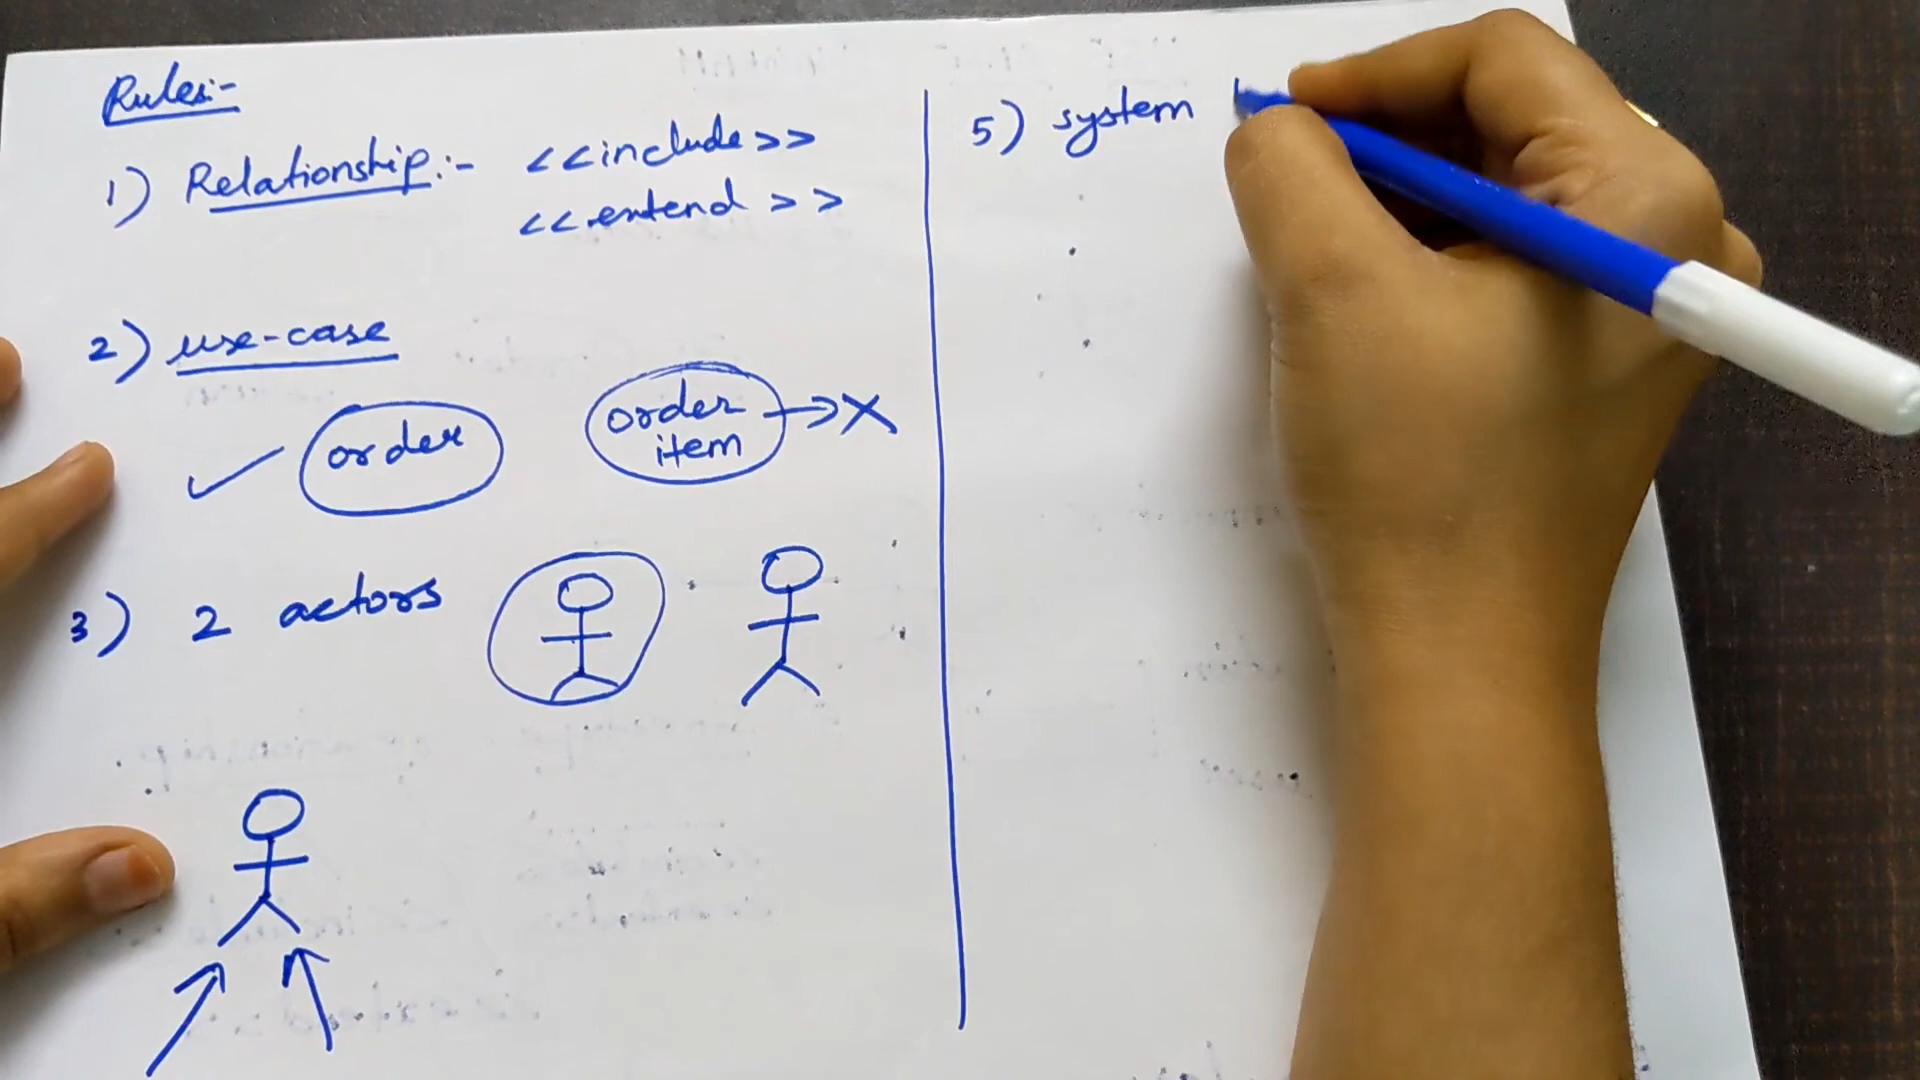 Rules:-
1) Relationship:- <<include>>
<<extend>>
2) use-case
order
order
item
3) 2 actors
5) system